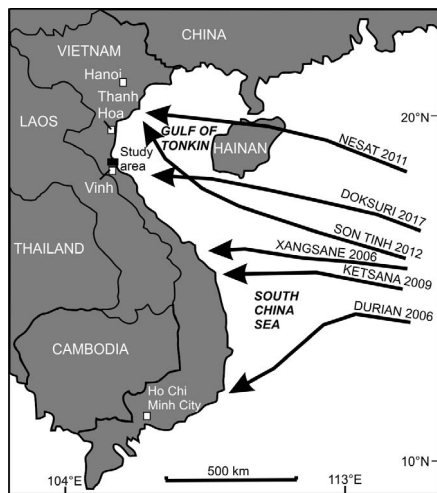 CHINA
VIETNAM
Hanoi
Thanh
Hoa
LAOS
GULF OF
TONKIN
HAINAN
20°N
NESAT 2011
Study
area
Vinh
DOKSURI 2017
SON TINH 2012
THAILAND
XANGSANE 2006
KETSANA 2009
SOUTH
CHINA
SEA
DURIAN 2006
CAMBODIA
Ho Chi
Minh City
10°N
500 km
104°E
113°E